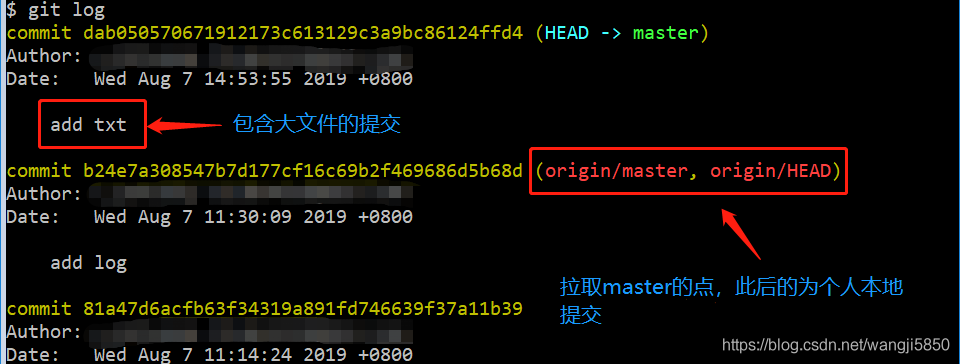 $ git log
commit dab050570671912173c613129c3a9bc86124ffd4 (HEAD -> master)
Author:
Date:   Wed Aug 7 14:53:55 2019 +0800
add txt
包含大文件的提交
commit b24e7a308547b7d177cf16c69b2f469686d5b68d (origin/master, origin/HEAD)
Author:
Date:   Wed Aug 7 11:30:09 2019 +0800
add log
拉取master的点，此后的为个人本地
提交
commit 81a47d6acfb63f34319a891fd746639f37a11b39
Author:
Date:   Wed Aug 7 11:14:24 2019 +0800
https://blog.csdn.net/wangji5850